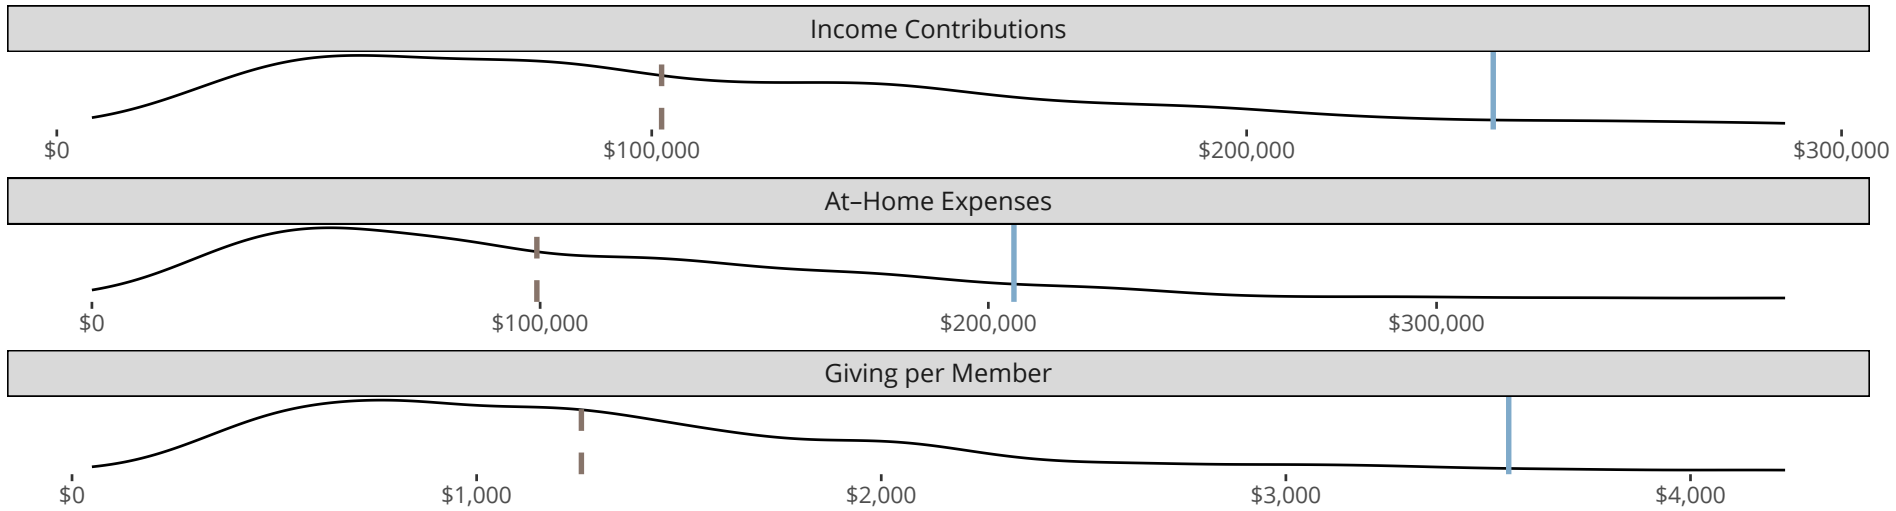 Income Contributions
$0 $100,000 $200,000 $300,000
At–Home Expenses
$0 $100,000 $200,000 $300,000
Giving per Member
$0 $1,000 $2,000 $3,000 $4,000